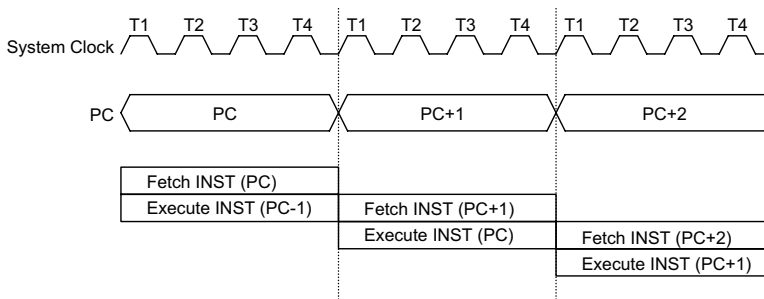 T1 T2 T3 T4 T1 T2 T3 T4 T1 T2 T3 T4
System Clock
PC PC PC+1 PC+2
Fetch INST (PC)
Execute INST (PC-1) Fetch INST (PC+1)
Execute INST (PC) Fetch INST (PC+2)
Execute INST (PC+1)